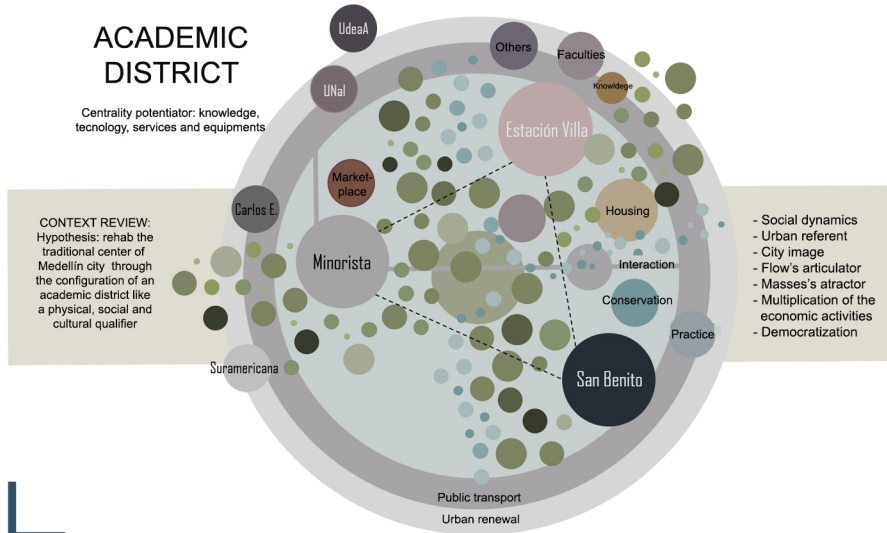 ACADEMIC
DISTRICT
Centrality potentiator: knowledge,
tecnology, services and equipments
UdeaA
UNal
Others
Faculties
Knowldege
Estación Villa
Market-
place
Carlos E.
Housing
Minorista
Interaction
Conservation
Practice
Suramericana
San Benito
Public transport
Urban renewal
CONTEXT REVIEW:
Hypothesis: rehab the
traditional center of
Medellín city through
the configuration of an
academic district like
a physical, social and
cultural qualifier
- Social dynamics
- Urban referent
- City image
- Flow's articulator
- Masses's atractor
- Multiplication of the
economic activities
- Democratization